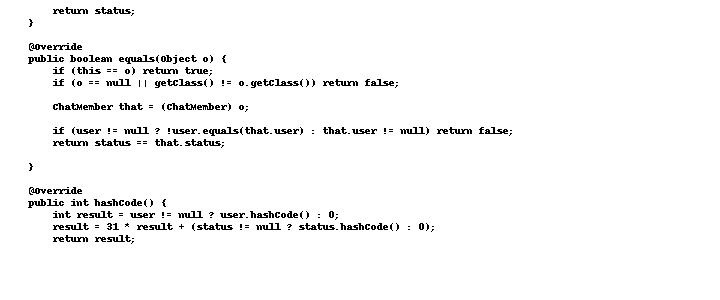 return status;
}
@Override
public boolean equals(Object o) {
if (this == o) return true;
if (o == null || getClass() != o.getClass()) return false;
ChatMember that = (ChatMember) o;
if (user != null ? !user.equals(that.user) : that.user != null) return false;
return status == that.status;
}
@Override
public int hashCode() {
int result = user != null ? user.hashCode() : 0;
result = 31 * result + (status != null ? status.hashCode() : 0);
return result;